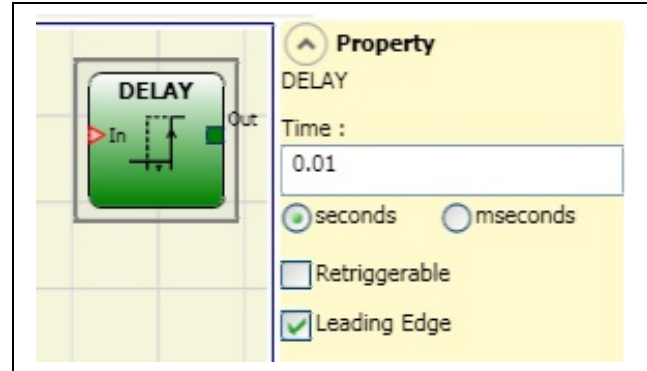 DELAY
In
Out
Property
DELAY
Time :
0.01
seconds mseconds
Retriggerable
Leading Edge